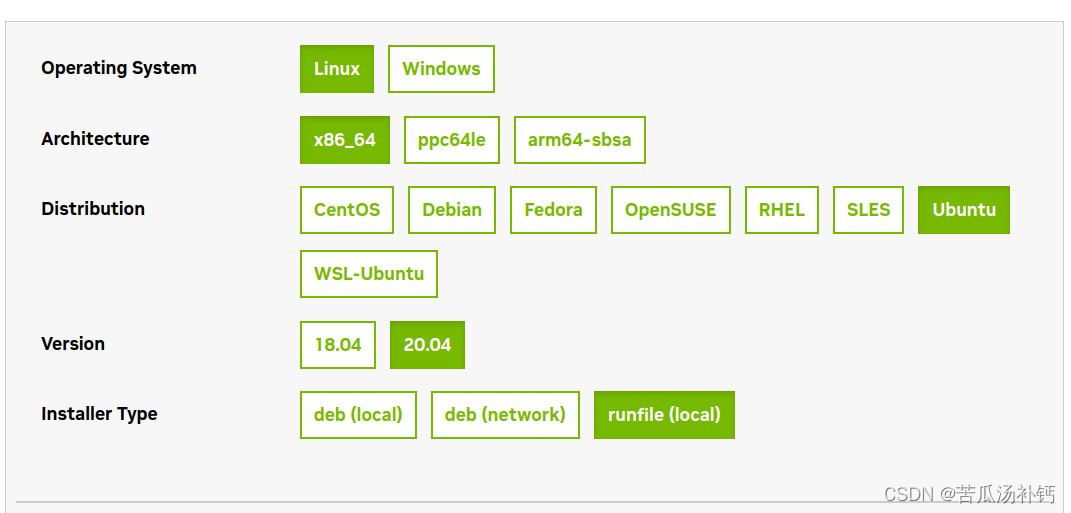 Operating System Linux Windows
Architecture x86_64 ppc64le arm64-sbsa
Distribution CentOS Debian Fedora OpenSUSE RHEL SLES Ubuntu
WSL-Ubuntu
Version 18.04 20.04
Installer Type deb (local) deb (network) runfile (local)
CSDN @苦瓜汤补钙